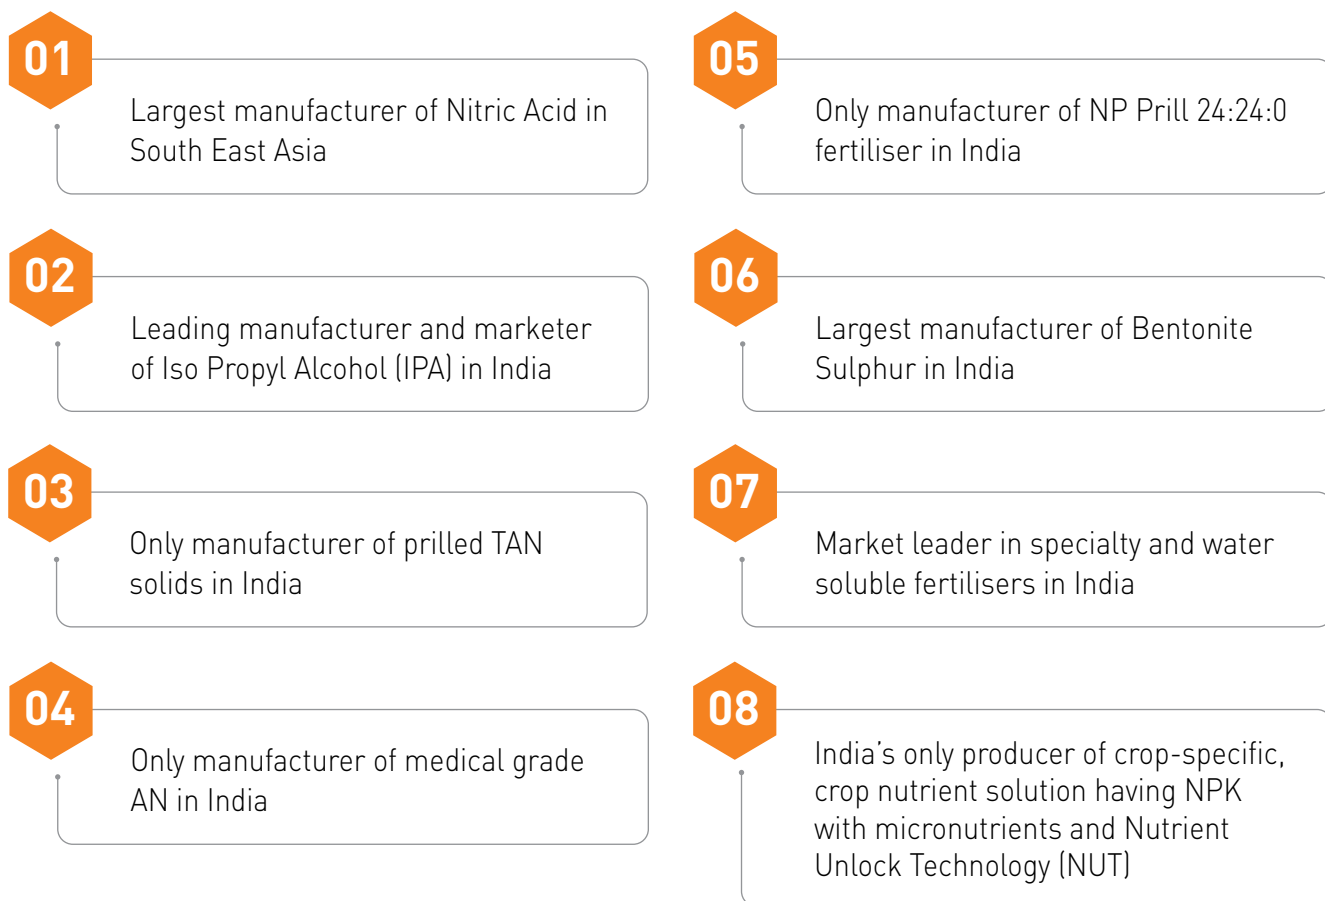 01
Largest manufacturer of Nitric Acid in
South East Asia
02
Leading manufacturer and marketer
of Iso Propyl Alcohol (IPA) in India
03
Only manufacturer of prilled TAN
solids in India
04
Only manufacturer of medical grade
AN in India
05
Only manufacturer of NP Prill 24:24:0
fertiliser in India
06
Largest manufacturer of Bentonite
Sulphur in India
07
Market leader in specialty and water
soluble fertilisers in India
08
India’s only producer of crop-specific,
crop nutrient solution having NPK
with micronutrients and Nutrient
Unlock Technology (NUT)